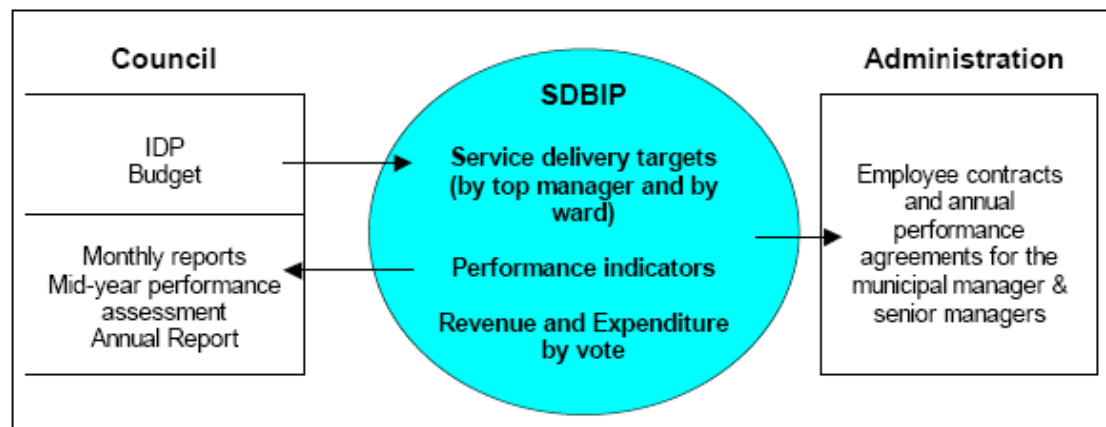 Council
IDP
Budget
Monthly reports
Mid-year performance
assessment
Annual Report
SDBIP
Service delivery targets
(by top manager and by
ward)
Performance indicators
Revenue and Expenditure
by vote
Administration
Employee contracts
and annual
performance
agreements for the
municipal manager &
senior managers